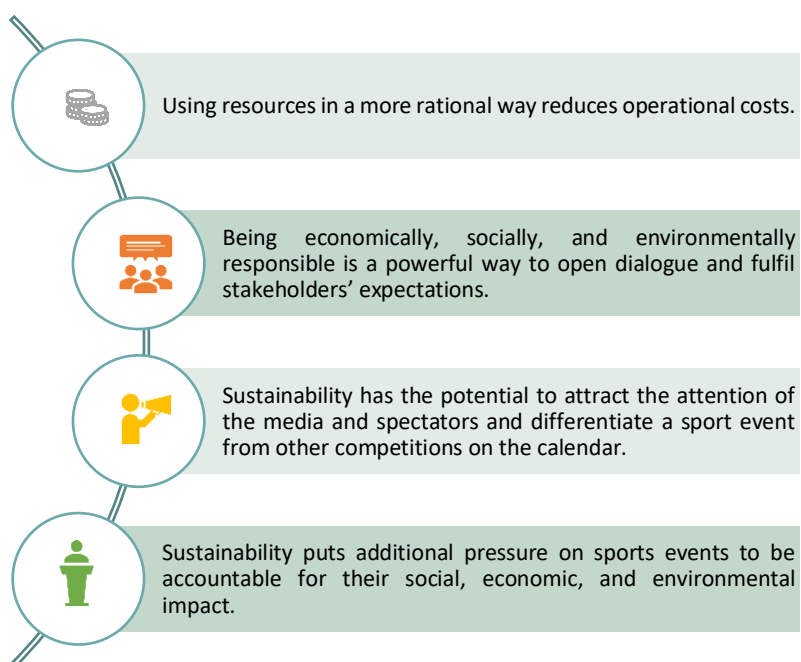 Using resources in a more rational way reduces operational costs.
Being economically, socially, and environmentally
responsible is a powerful way to open dialogue and fulfil
stakeholders’ expectations.
Sustainability has the potential to attract the attention of
the media and spectators and differentiate a sport event
from other competitions on the calendar.
Sustainability puts additional pressure on sports events to be
accountable for their social, economic, and environmental
impact.